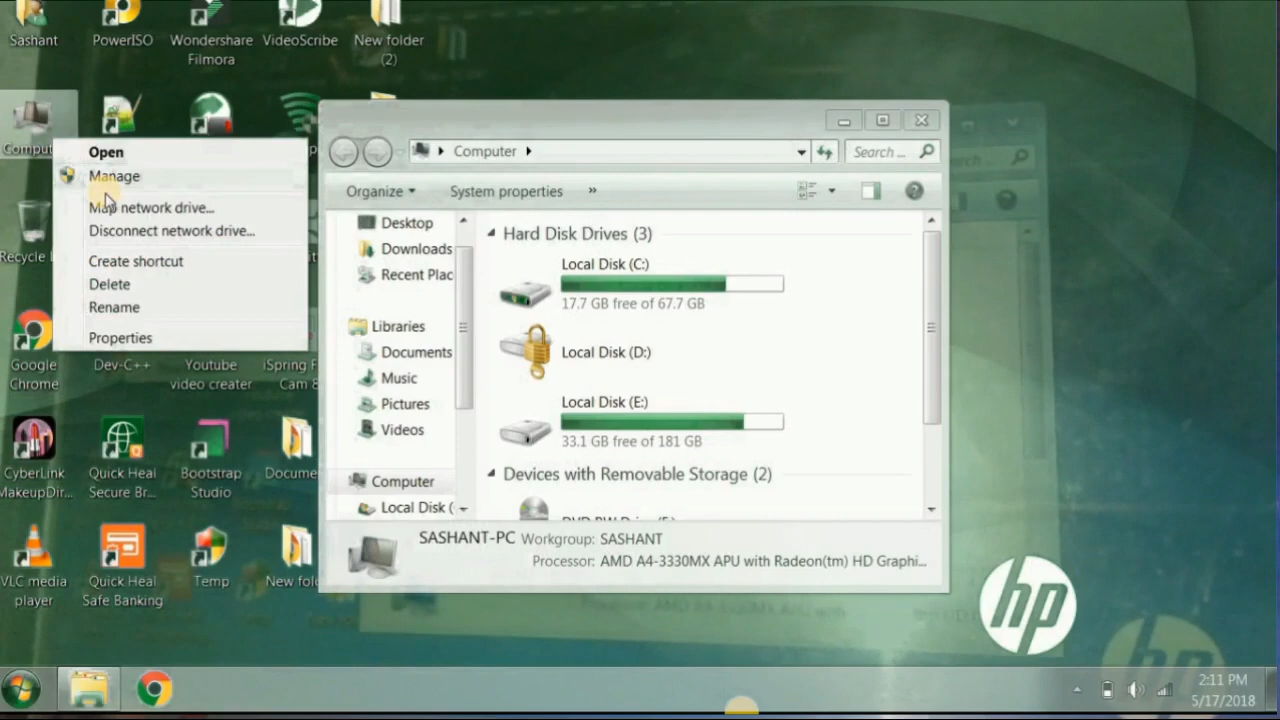 Sashant
PowerISO
Wondershare
Filmora
VideoScribe
New folder
(2)
Comput
Open
Manage
Map network drive...
Disconnect network drive...
Create shortcut
Delete
Rename
Properties
Recycle
Google
Chrome
Dev-C++
Youtube
video creator
iSpring F
Cam 8
CyberLink
MakeupDir...
Quick Heal
Secure Br...
Bootstrap
Studio
Docume
VLC media
player
Quick Heal
Safe Banking
Temp
New fol
Computer
Search ...
Organize
System properties
»
Desktop
Downloads
Recent Plac
Libraries
Documents
Music
Pictures
Videos
Computer
Local Disk (
Hard Disk Drives (3)
Local Disk (C:)
17.7 GB free of 67.7 GB
Local Disk (D:)
Local Disk (E:)
33.1 GB free of 181 GB
Devices with Removable Storage (2)
SASHANT-PC Workgroup: SASHANT
Processor: AMD A4-3330MX APU with Radeon(tm) HD Graphi...
hp
hp
2:11 PM
5/17/2018